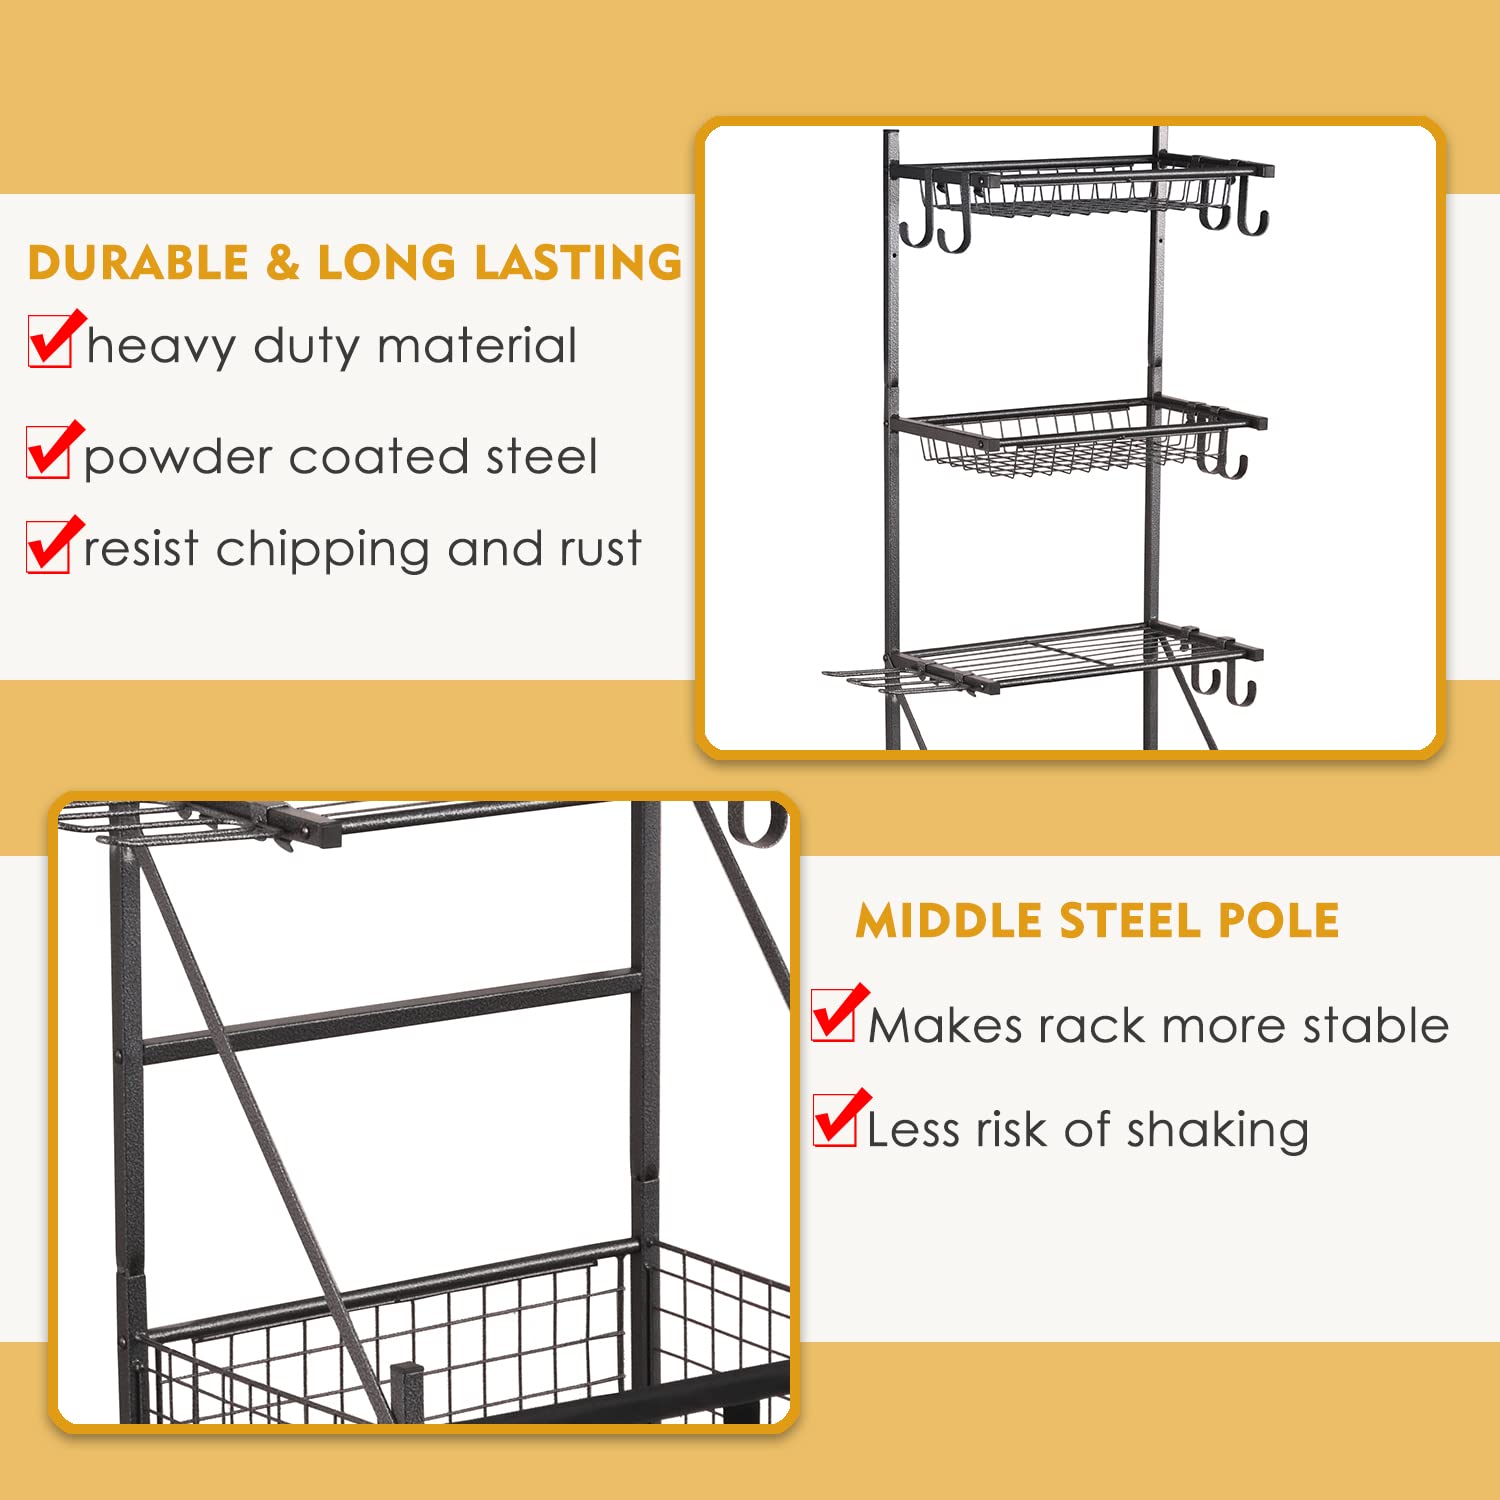 DURABLE & LONG LASTING
heavy duty material
powder coated steel
resist chipping and rust
MIDDLE STEEL POLE
Makes rack more stable
Less risk of shaking